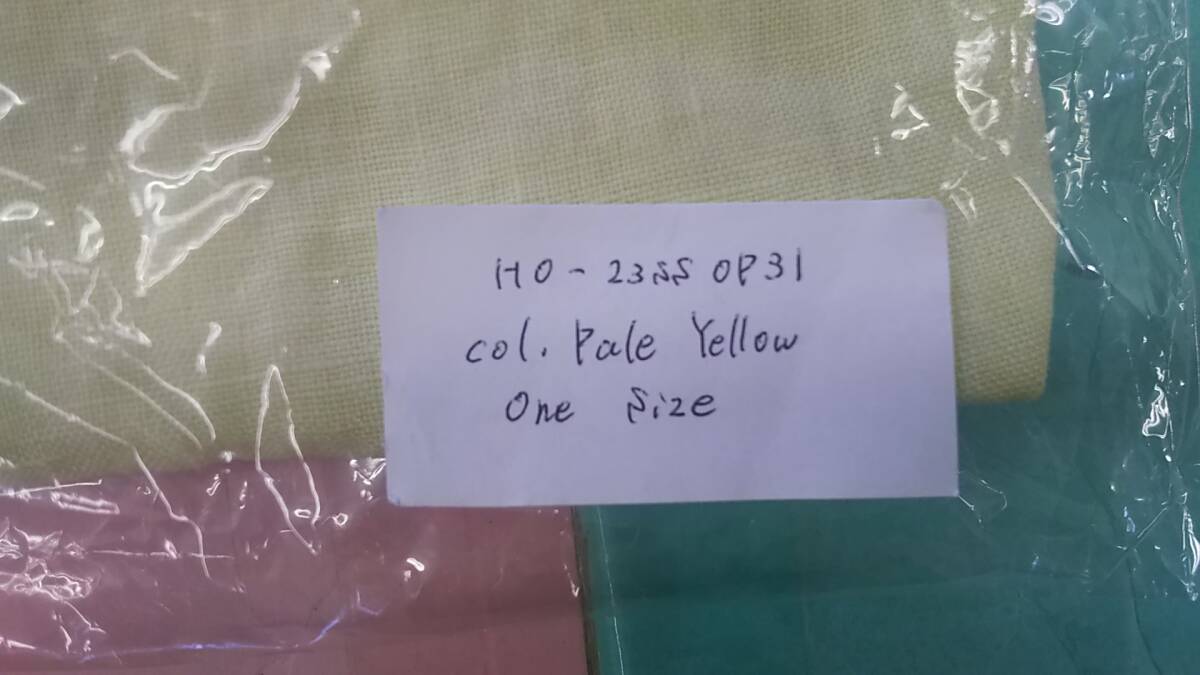 HO-23SS OP31
col. Pale Yellow
One Size